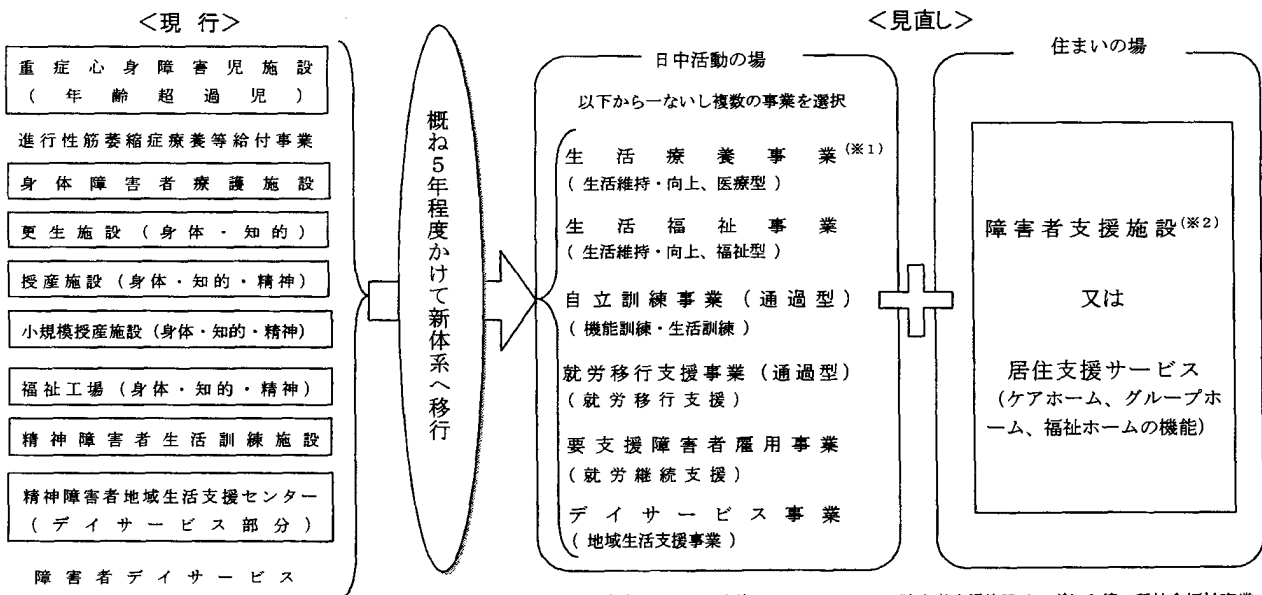 ＜現 行＞
重症心身障害児施設
（年齢超過児）
進行性筋萎縮症療養等給付事業
身体障害者療護施設
更生施設（身体・知的）
授産施設（身体・知的・精神）
小規模授産施設（身体・知的・精神）
福祉工場（身体・知的・精神）
精神障害者生活訓練施設
精神障害者地域生活支援センター
（デイサービス部分）
障害者デイサービス
概ね５年程度かけて新体系へ移行
＜見直し＞
日中活動の場
以下から一ないし複数の事業を選択
生活療養事業(※1)
（生活維持・向上、医療型）
生活福祉事業
（生活維持・向上、福祉型）
自立訓練事業（通過型）
（機能訓練・生活訓練）
就労移行支援事業（通過型）
（就労移行支援）
要支援障害者雇用事業
（就労継続支援）
デイサービス事業
（地域生活支援事業）
住まいの場
障害者支援施設(※2)
又は
居住支援サービス
（ケアホーム、グループホ
ーム、福祉ホームの機能）